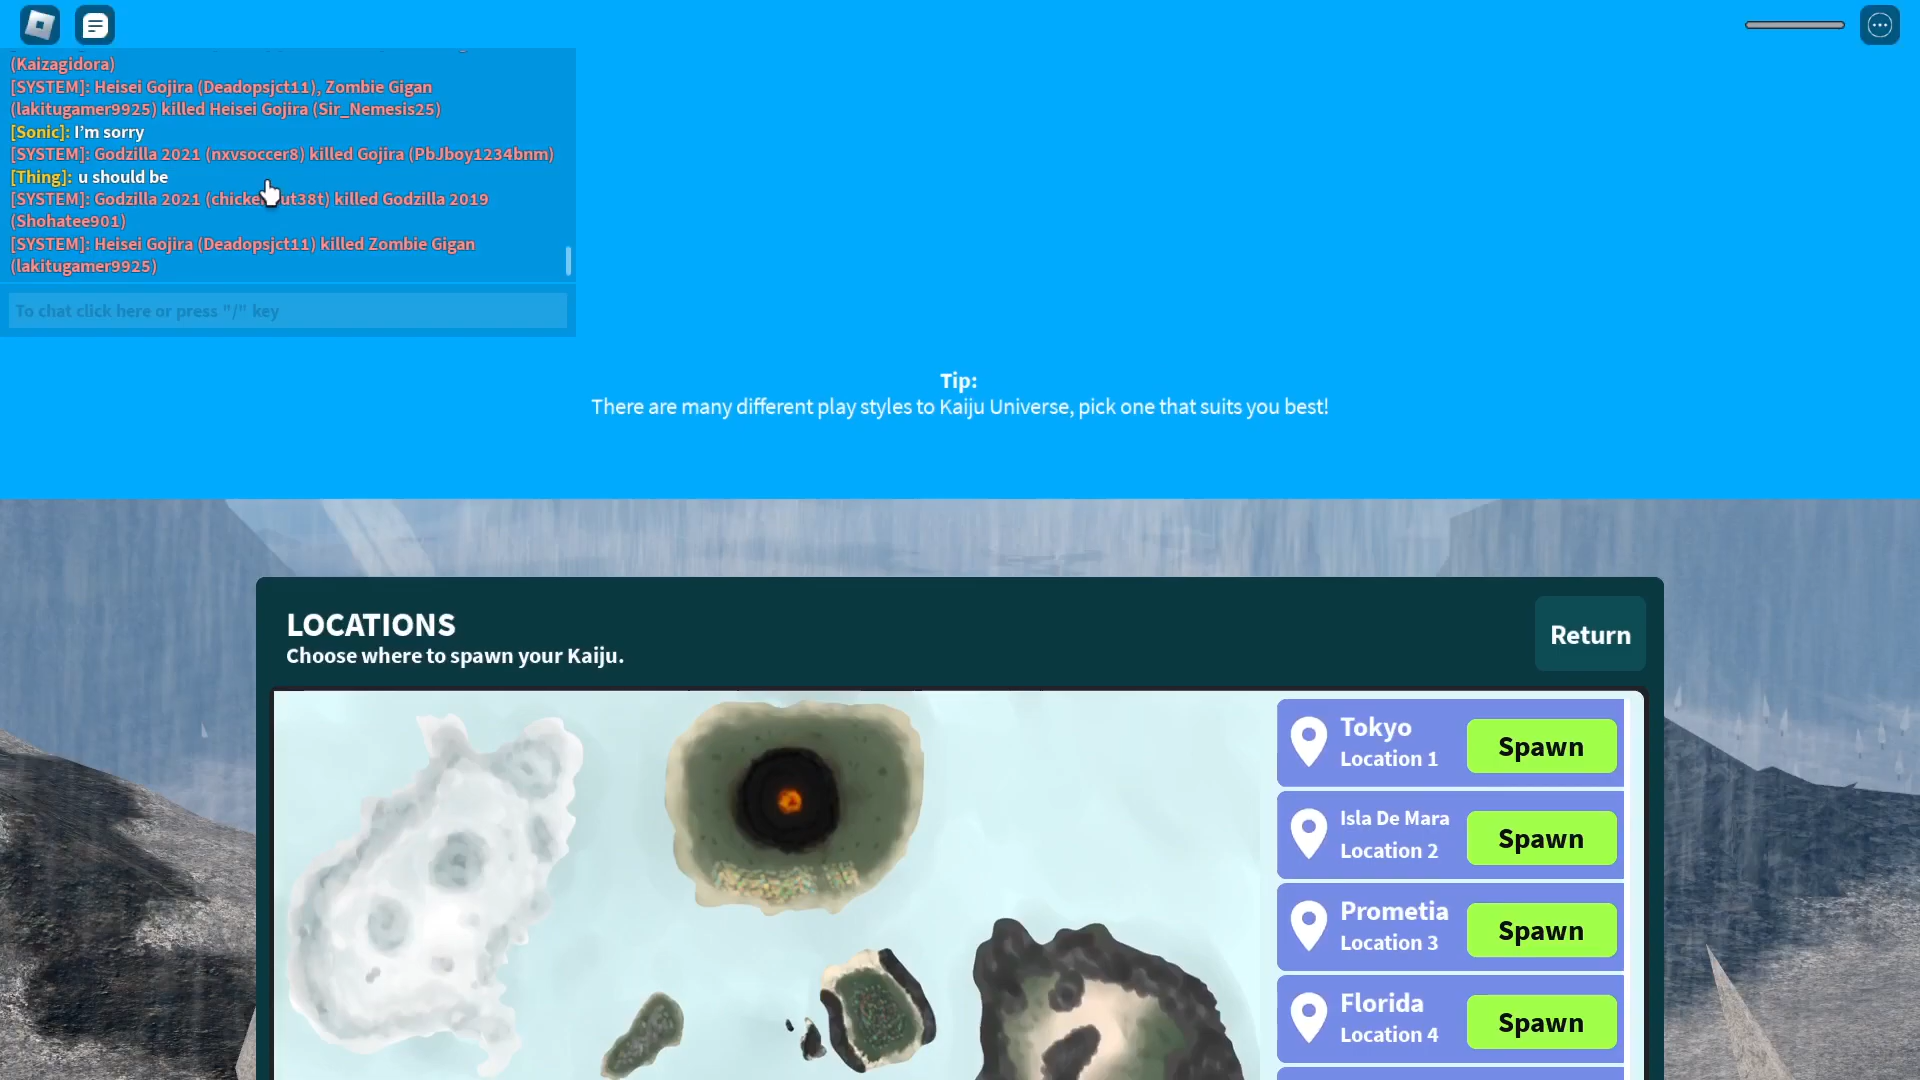 (Kaizagidora)
[SYSTEM]: Heisei Gojira (Deadopsjct11), Zombie Gigan
(lakitugamer9925) killed Heisei Gojira (Sir_Nemesis25)
[Sonic]: I'm sorry
[SYSTEM]: Godzilla 2021 (nxvsoccer8) killed Gojira (PbJboy1234bnm)
[Thing]: u should be
[SYSTEM]: Godzilla 2021 killed Godzilla 2019
(Shohatee901)
[SYSTEM]: Heisei Gojira (Deadopsjct11) killed Zombie Gigan
(lakitugamer9925)
To chat click here or press "/" key
Tip:
There are many different play styles to Kaiju Universe, pick one that suits you best!
LOCATIONS
Choose where to spawn your Kaiju.
Return
Tokyo
Location 1
Spawn
Isla De Mara
Location 2
Spawn
Prometia
Location 3
Spawn
Florida
Location 4
Spawn